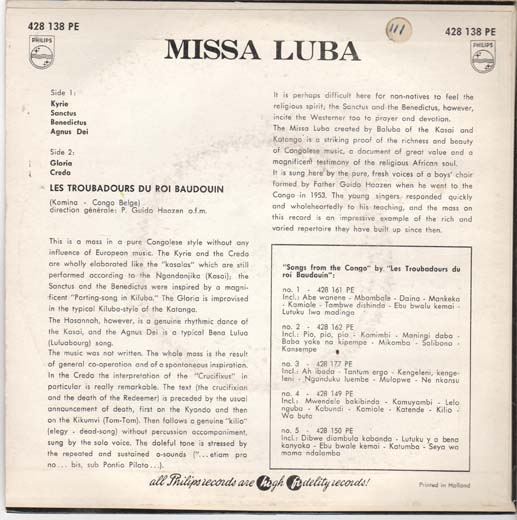 428 138 PE
PHILIPS
MISSA LUBA
111
428 138 PE
PHILIPS
Side 1:
Kyrie
Sanctus
Benedictus
Agnus Dei
Side 2:
Gloria
Credo
LES TROUBADOURS DU ROI BAUDOUIN
(Kamina - Congo Belge)
direction générale: P. Guido Haazen o.f.m.
This is a mass in a pure Congolese style without any
influence of European music. The Kyrie and the Credo
are wholly elaborated like the "kasalas" which are still
performed according to the Ngandanjika (Kasai); the
Sanctus and the Benedictus were inspired by a magni-
ficent "Parting-song in Kiluba." The Gloria is improvised
in the typical Kiluba-style of the Katanga.
The Hosannah, however, is a genuine rhythmic dance of
the Kasai, and the Agnus Dei is a typical Bena Lulua
(Luluabourg) song.
The music was not written. The whole mass is the result
of general co-operation and of a spontaneous inspiration.
In the Credo the interpretation of the "Crucifixus" in
particular is really remarkable. The text (the crucifixion
and the death of the Redeemer) is preceded by the usual
announcement of death, first on the Kyondo and then
on the Kikumvi (Tom-Tom). Then follows a genuine "kilio"
(elegy - dead-song) without percussion accompaniment,
sung by the solo voice. The doleful tone is stressed by
the repeated and sustained a-sounds ("... etiam pro
no... bis, sub Pontio Pilato...).
It is perhaps difficult here for non-natives to feel the
religious spirit; the Sanctus and the Benedictus, however,
incite the Westerner too to prayer and devotion.
The Missa Luba created by Baluba of the Kasai and
Katanga is a striking proof of the richness and beauty
of Congolese music, a document of great value and a
magnificent testimony of the religious African soul.
It is sung here by the pure, fresh voices of a boys' choir
formed by Father Guido Haazen when he went to the
Congo in 1953. The young singers responded quickly
and wholeheartedly to his teaching, and the mass on
this record is an impressive example of the rich and
varied repertoire they have built up since then.
"Songs from the Congo" by "Les Troubadours du
roi Baudouin":
no. 1 - 428 161 PE
Incl.: Abe wanene - Mbambale - Daina - Mankeka
- Kamiole - Tambwe dishinda - Ebu bwalu kemai -
Lutuku lwa madinga
no. 2 - 428 162 PE
Incl.: Pio, pio, pio - Kamimbi - Maningi daba -
Baba yoka na kipempe - Mikomba - Salibona -
Kansempe
no. 3 - 428 177 PE
Incl.: Ah ibada - Tantum ergo - Kengeleni, kenge-
leni - Nganduku luembe - Mulopwe - Ne nkansu
no. 4 - 428 149 PE
Incl.: Mwendele bakibinda - Kamuyambi - Lelo
nguba - Kabundi - Kamiole - Katende - Kilio -
Wa buta
no. 5 - 428 150 PE
Incl.: Dibwe diambula kabanda - Lutuku y a bena
kanyoka - Ebu bwale kemai - Katumba - Seya wa
mama ndalamba
all Philips records are high fidelity records!
Printed in Holland